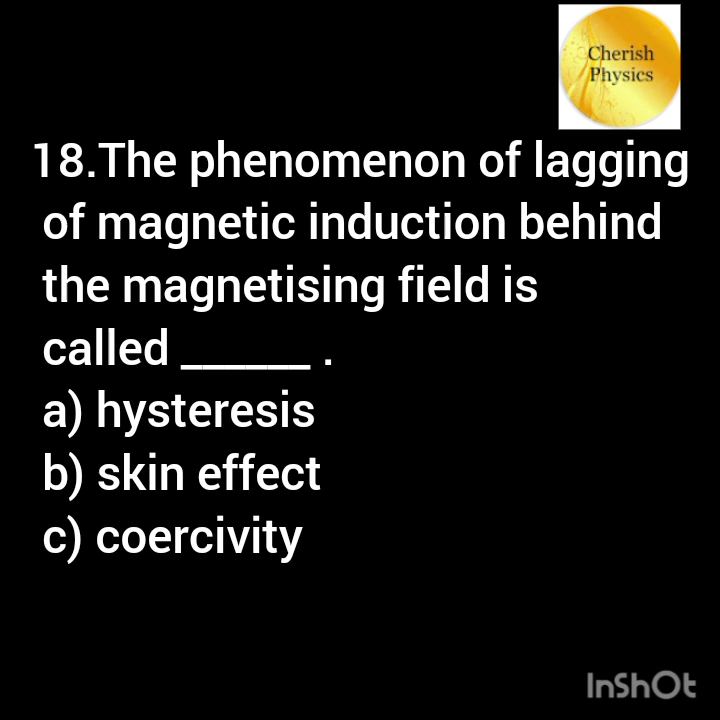 Cherish
Physics
18.The phenomenon of lagging
of magnetic induction behind
the magnetising field is
called ______ .
a) hysteresis
b) skin effect
c) coercivity
InShOt